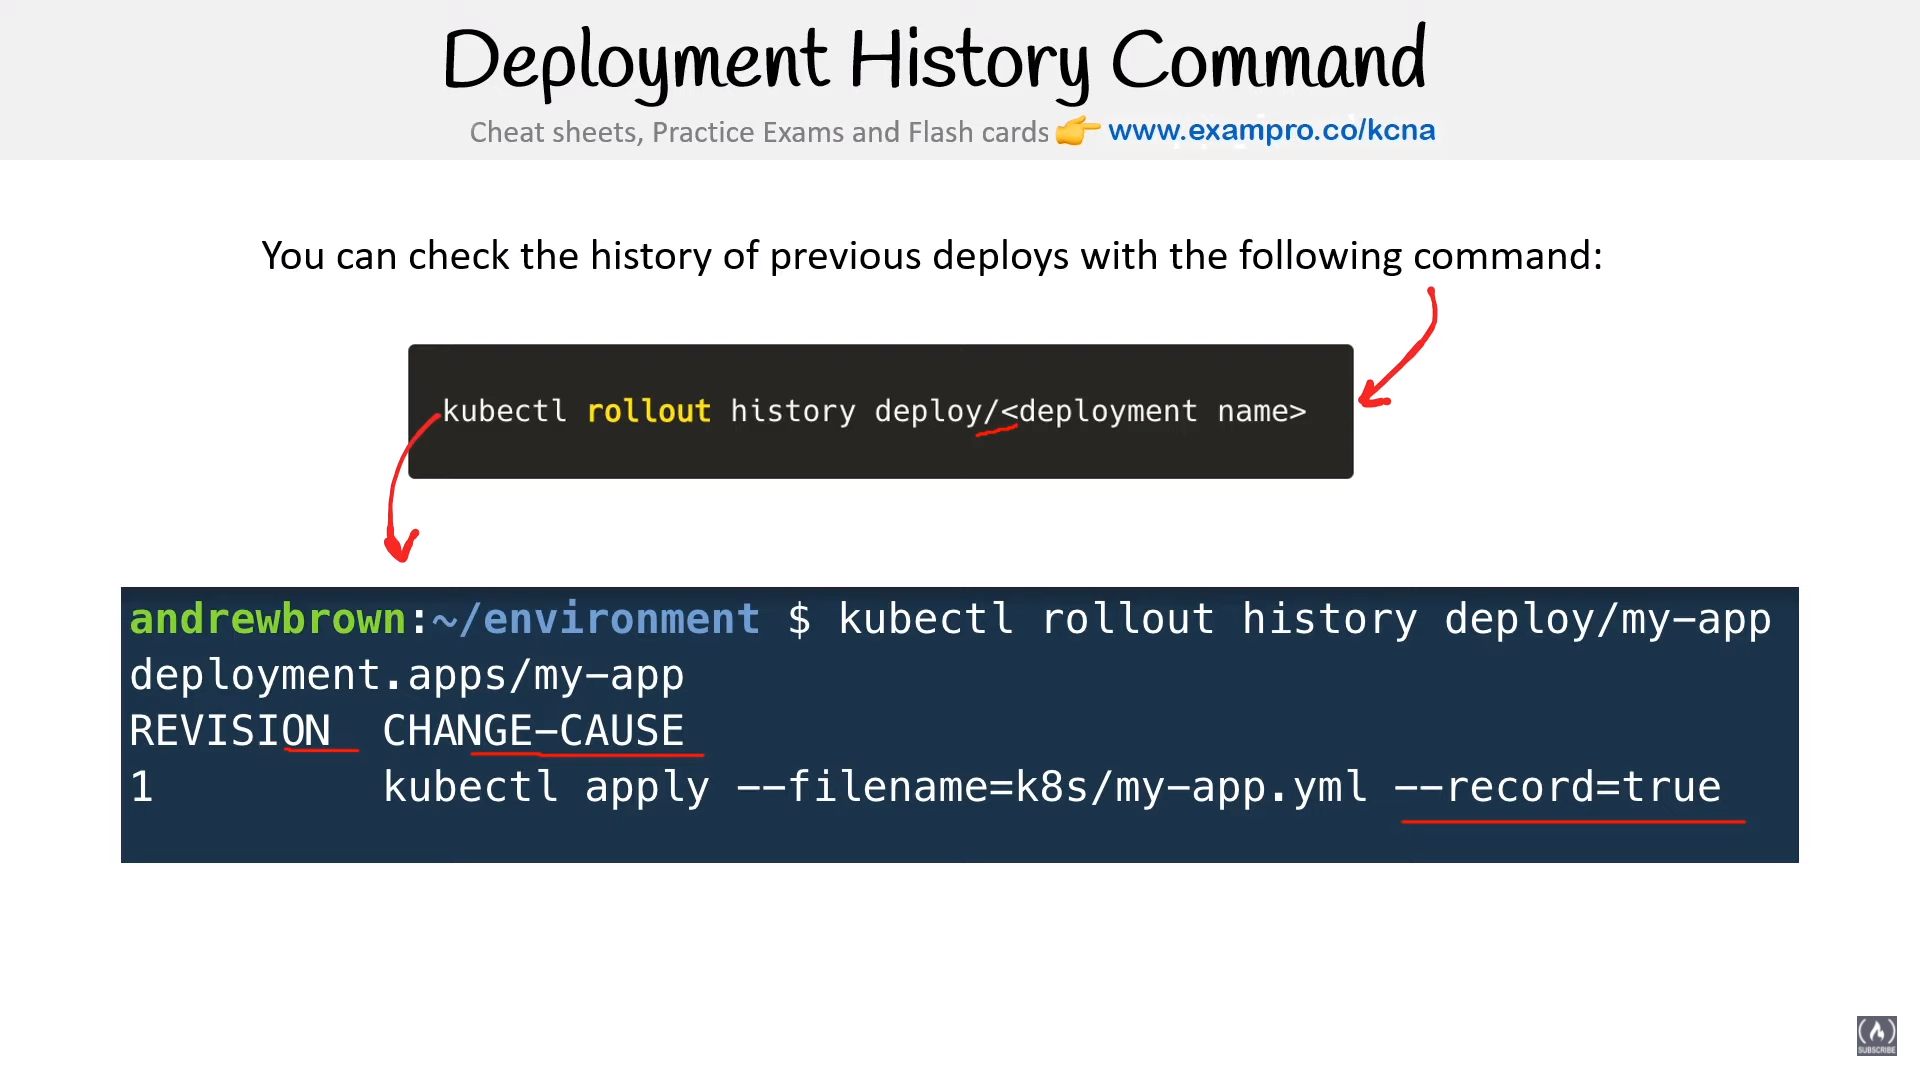 Deployment History Command
Cheat sheets, Practice Exams and Flash cards 👉 www.exampro.co/kcna
You can check the history of previous deploys with the following command:
kubectl rollout history deploy/<deployment name>
andrewbrown:~/environment $ kubectl rollout history deploy/my-app
deployment.apps/my-app
REVISION  CHANGE-CAUSE
1         kubectl apply --filename=k8s/my-app.yml --record=true
SUBSCRIBE